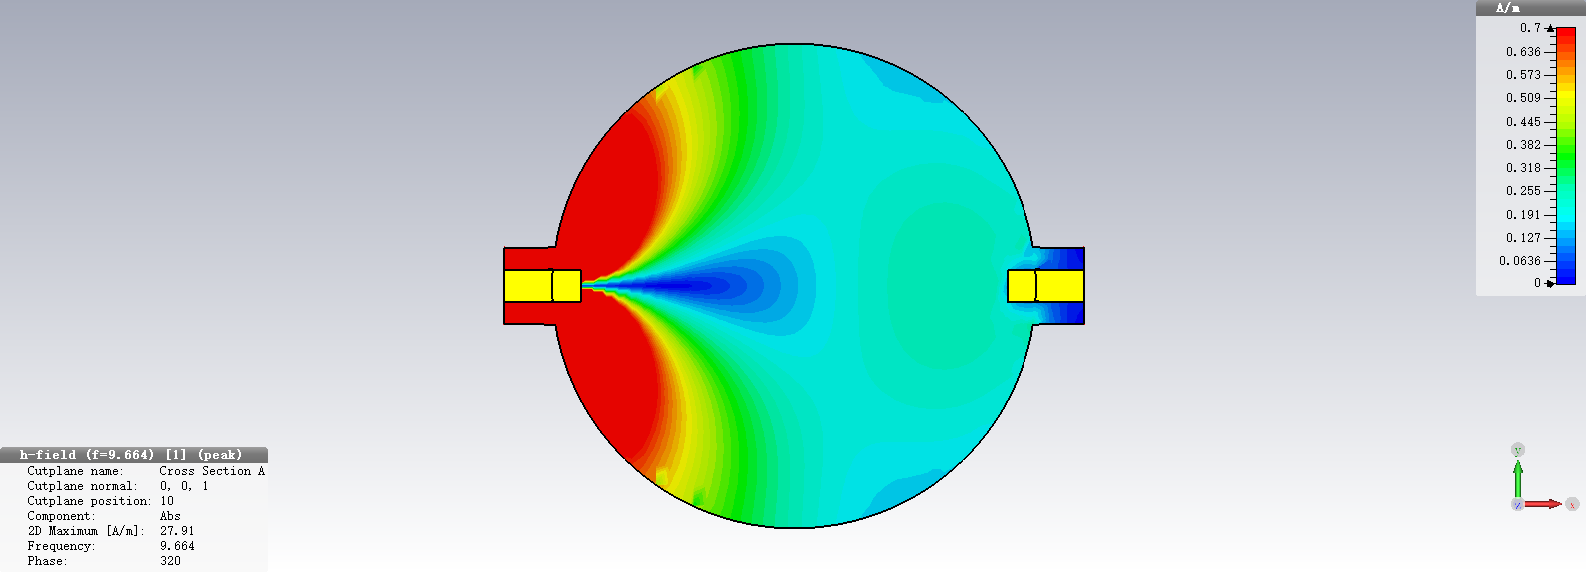 A/m
0.7
0.636
0.573
0.509
0.445
0.382
0.318
0.255
0.191
0.127
0.0636
0
h-field (f=9.664) [1] (peak)
Cutplane name: Cross Section A
Cutplane normal: 0, 0, 1
Cutplane position: 10
Component: Abs
2D Maximum [A/m]: 27.91
Frequency: 9.664
Phase: 320
Y
Z
X